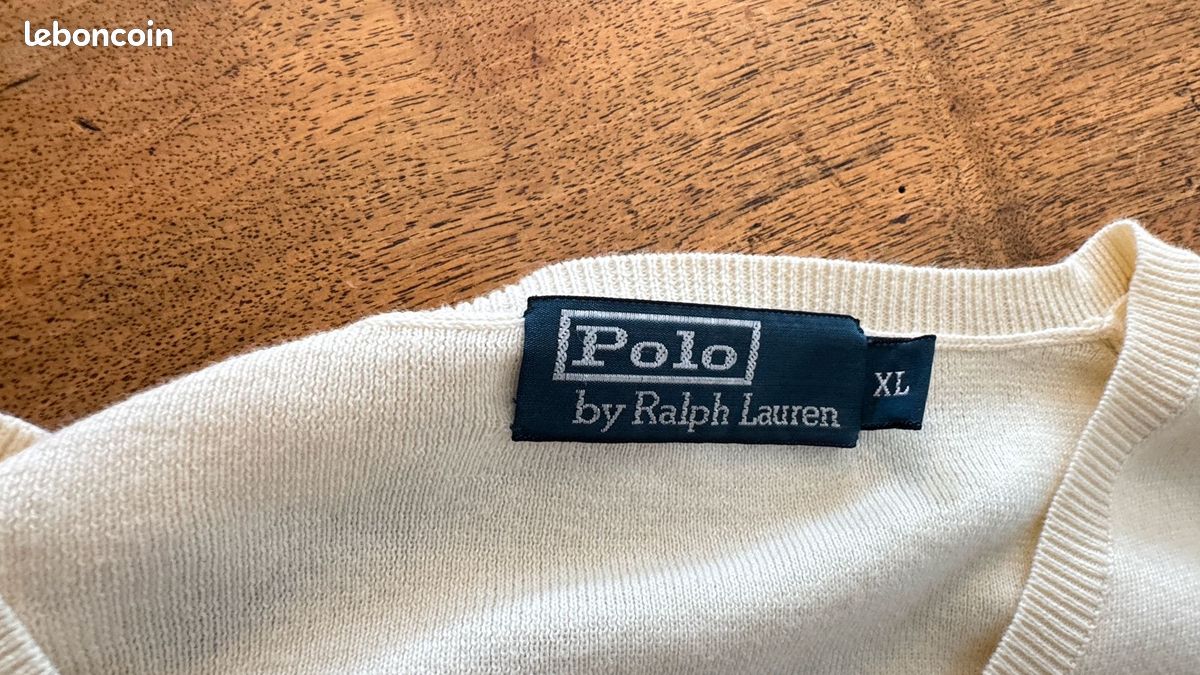 leboncoin
Polo
by Ralph Lauren
XL